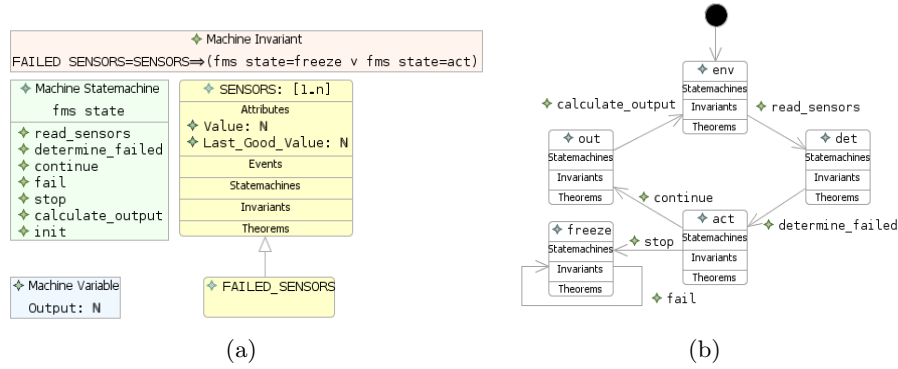 Machine Invariant
FAILED SENSORS=SENSORS⇒(fms state=freeze ∨ fms state=act)
Machine Statemachine
fms state
read_sensors
determine_failed
continue
fail
stop
calculate_output
init
SENSORS: [1..n]
Attributes
Value: ℕ
Last_Good_Value: ℕ
Events
Statemachines
Invariants
Theorems
FAILED_SENSORS
Machine Variable
Output: ℕ
(a)
env
Statemachines
Invariants
Theorems
calculate_output
read_sensors
out
Statemachines
Invariants
Theorems
det
Statemachines
Invariants
Theorems
continue
determine_failed
act
Statemachines
Invariants
Theorems
stop
freeze
Statemachines
Invariants
Theorems
fail
(b)